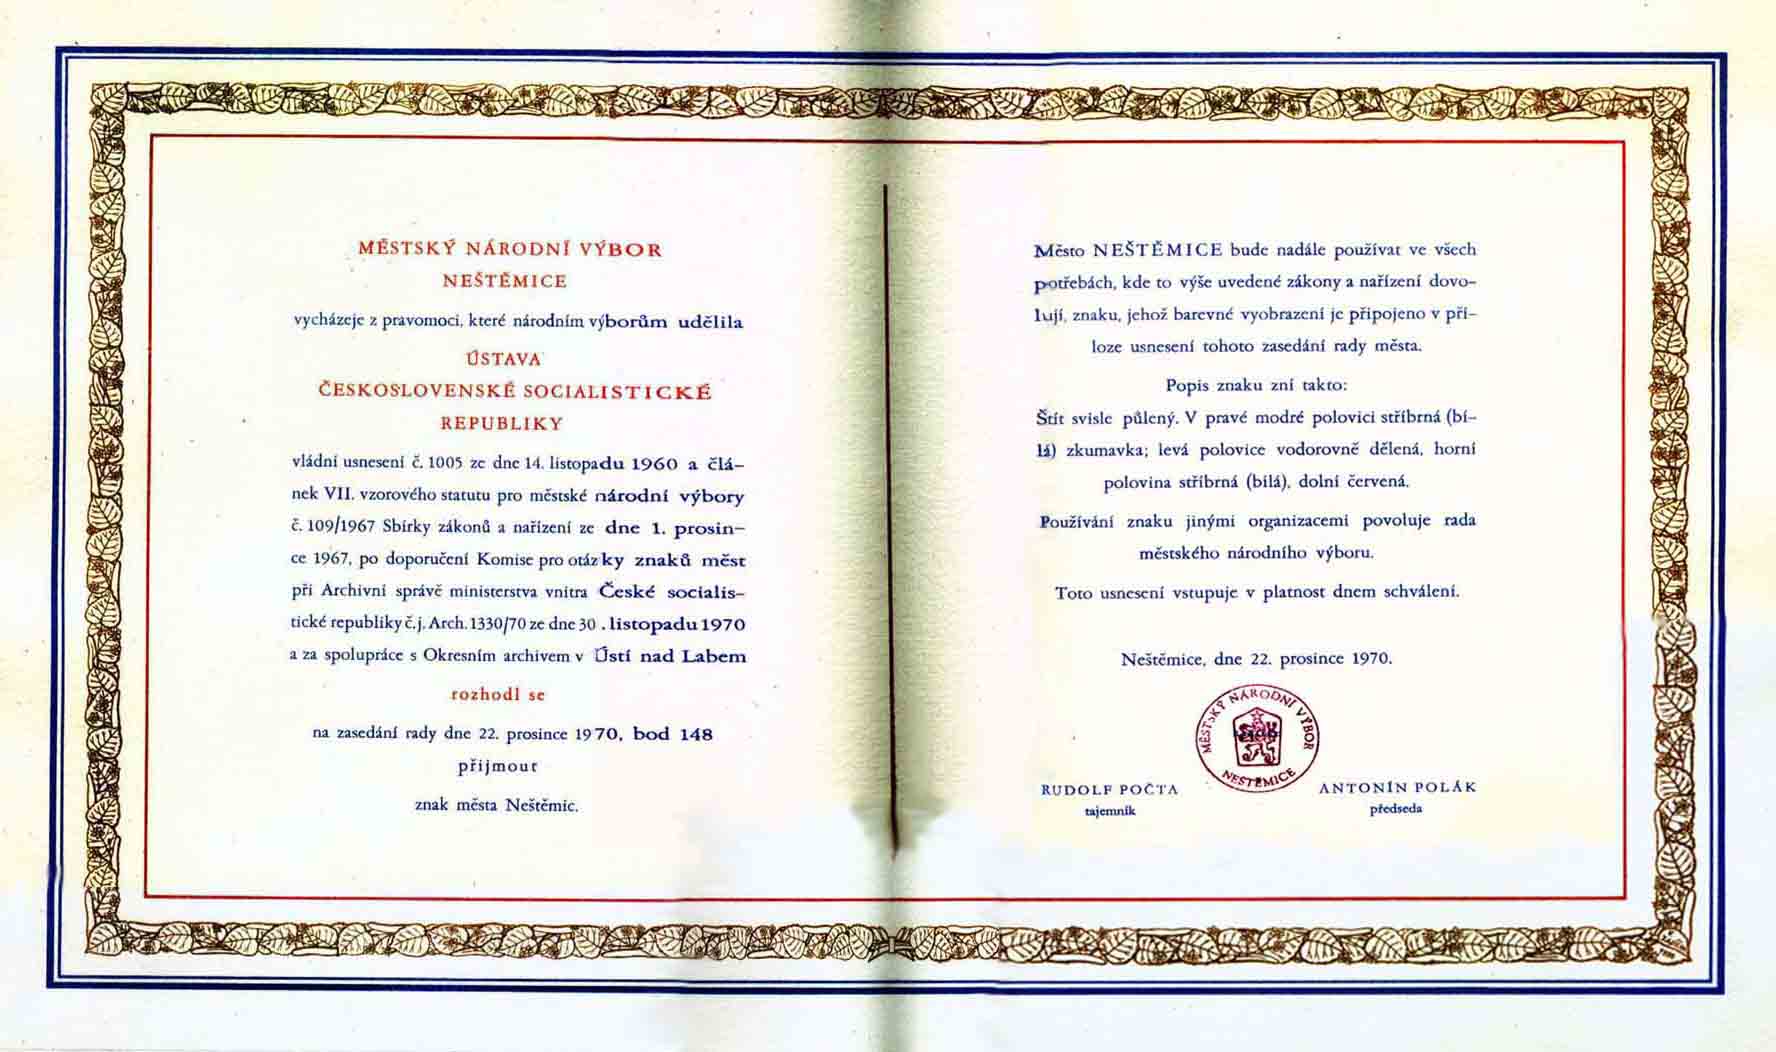 MĚSTSKÝ NÁRODNÍ VÝBOR
NEŠTĚMICE
vycházeje z pravomoci, které národním výborům udělila
ÚSTAVA
ČESKOSLOVENSKÉ SOCIALISTICKÉ
REPUBLIKY
vládní usnesení č. 1005 ze dne 14. listopadu 1960 a člá-
nek VII. vzorového statutu pro městské národní výbory
č. 109/1967 Sbírky zákonů a nařízení ze dne 1. prosin-
ce 1967, po doporučení Komise pro otázky znaků měst
při Archivní správě ministerstva vnitra České socialis-
tické republiky č. j. Arch. 1330/70 ze dne 30. listopadu 1970
a za spolupráce s Okresním archivem v Ústí nad Labem
rozhodl se
na zasedání rady dne 22. prosince 1970, bod 148
přijmout
znak města Neštěmic.
Město NEŠTĚMICE bude nadále používat ve všech
potřebách, kde to výše uvedené zákony a nařízení dovo-
lují, znaku, jehož barevné vyobrazení je připojeno v pří-
loze usnesení tohoto zasedání rady města.
Popis znaku zní takto:
Štít svisle půlený. V pravé modré polovici stříbrná (bí-
lá) zkumavka; levá polovice vodorovně dělená, horní
polovina stříbrná (bílá), dolní červená.
Používání znaku jinými organizacemi povoluje rada
městského národního výboru.
Toto usnesení vstupuje v platnost dnem schválení.
Neštěmice, dne 22. prosince 1970.
MĚSTSKÝ NÁRODNÍ VÝBOR
NEŠTĚMICE
RUDOLF POČTA ANTONÍN POLÁK
tajemník předseda